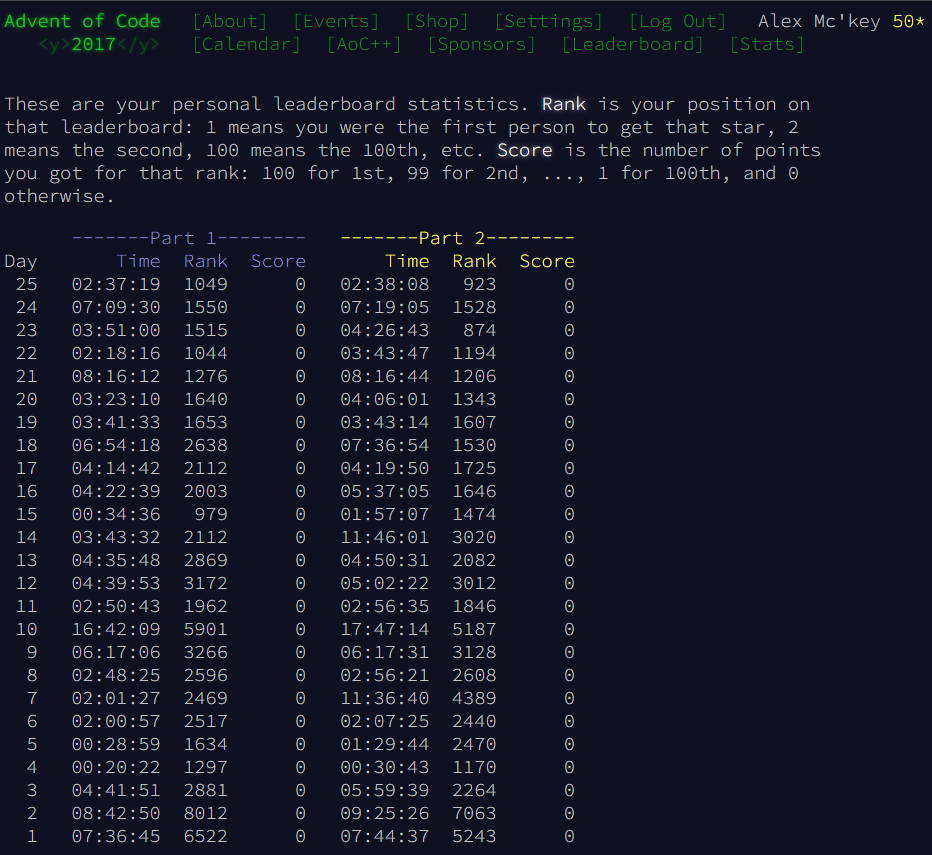 Advent of Code [About] [Events] [Shop] [Settings] [Log Out] Alex Mc'key 50*
<y>2017</y> [Calendar] [AoC++] [Sponsors] [Leaderboard] [Stats]
These are your personal leaderboard statistics. Rank is your position on
that leaderboard: 1 means you were the first person to get that star, 2
means the second, 100 means the 100th, etc. Score is the number of points
you got for that rank: 100 for 1st, 99 for 2nd, ..., 1 for 100th, and 0
otherwise.
-------Part 1-------- -------Part 2--------
Day Time Rank Score Time Rank Score
25 02:37:19 1049 0 02:38:08 923 0
24 07:09:30 1550 0 07:19:05 1528 0
23 03:51:00 1515 0 04:26:43 874 0
22 02:18:16 1044 0 03:43:47 1194 0
21 08:16:12 1276 0 08:16:44 1206 0
20 03:23:10 1640 0 04:06:01 1343 0
19 03:41:33 1653 0 03:43:14 1607 0
18 06:54:18 2638 0 07:36:54 1530 0
17 04:14:42 2112 0 04:19:50 1725 0
16 04:22:39 2003 0 05:37:05 1646 0
15 00:34:36 979 0 01:57:07 1474 0
14 03:43:32 2112 0 11:46:01 3020 0
13 04:35:48 2869 0 04:50:31 2082 0
12 04:39:53 3172 0 05:02:22 3012 0
11 02:50:43 1962 0 02:56:35 1846 0
10 16:42:09 5901 0 17:47:14 5187 0
9 06:17:06 3266 0 06:17:31 3128 0
8 02:48:25 2596 0 02:56:21 2608 0
7 02:01:27 2469 0 11:36:40 4389 0
6 02:00:57 2517 0 02:07:25 2440 0
5 00:28:59 1634 0 01:29:44 2470 0
4 00:20:22 1297 0 00:30:43 1170 0
3 04:41:51 2881 0 05:59:39 2264 0
2 08:42:50 8012 0 09:25:26 7063 0
1 07:36:45 6522 0 07:44:37 5243 0